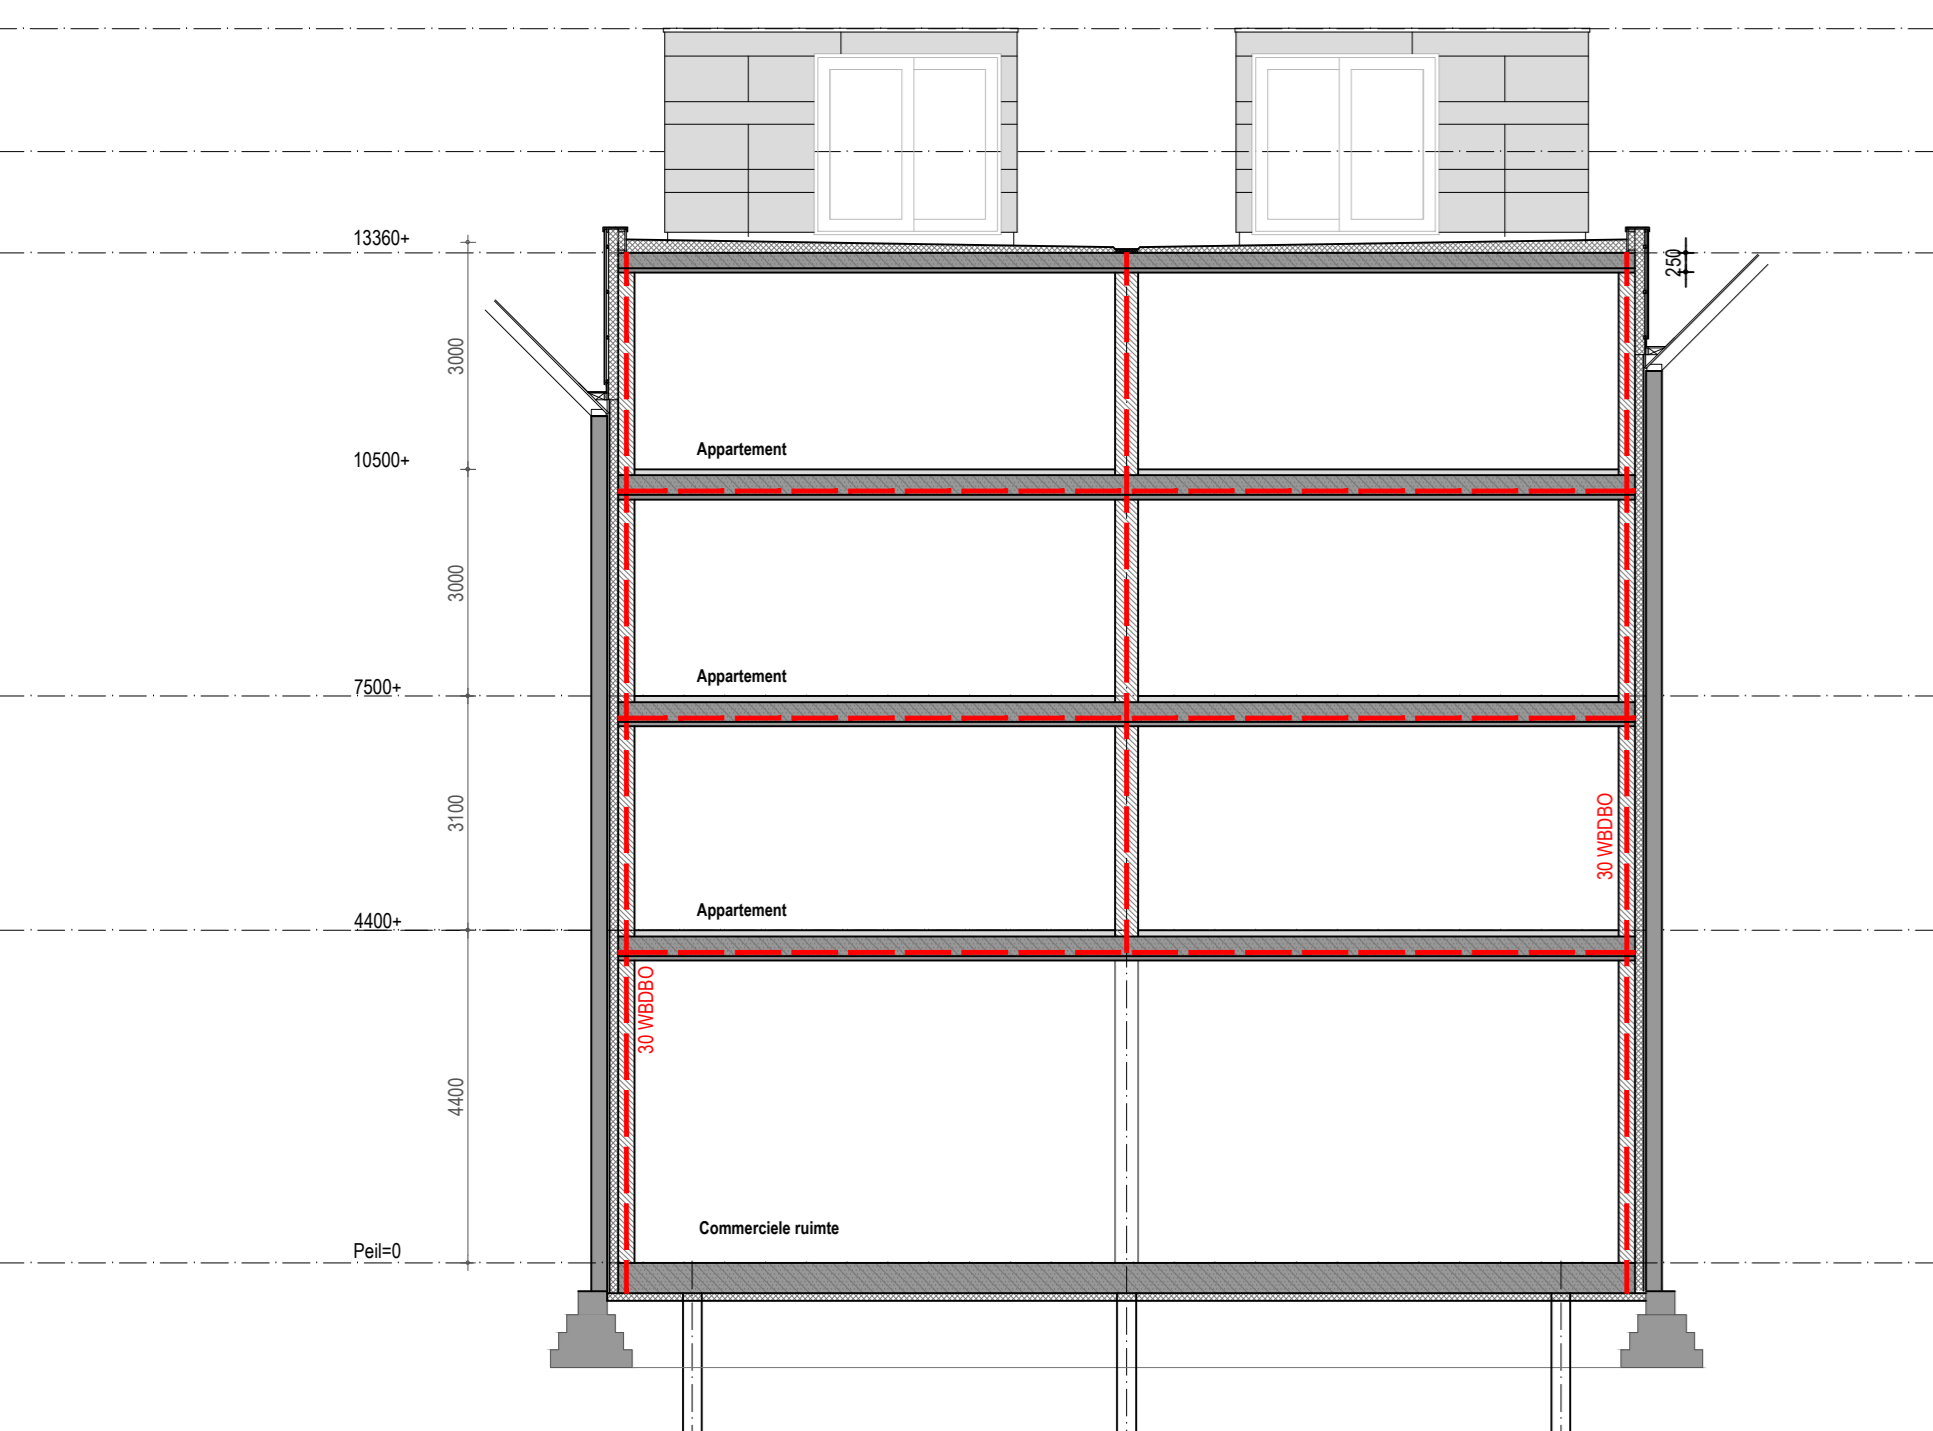 13360+
250
3000
Appartement
10500+
3000
Appartement
7500+
3100
30 WBDBO
Appartement
4400+
30 WBDBO
4400
Commerciele ruimte
Peil=0